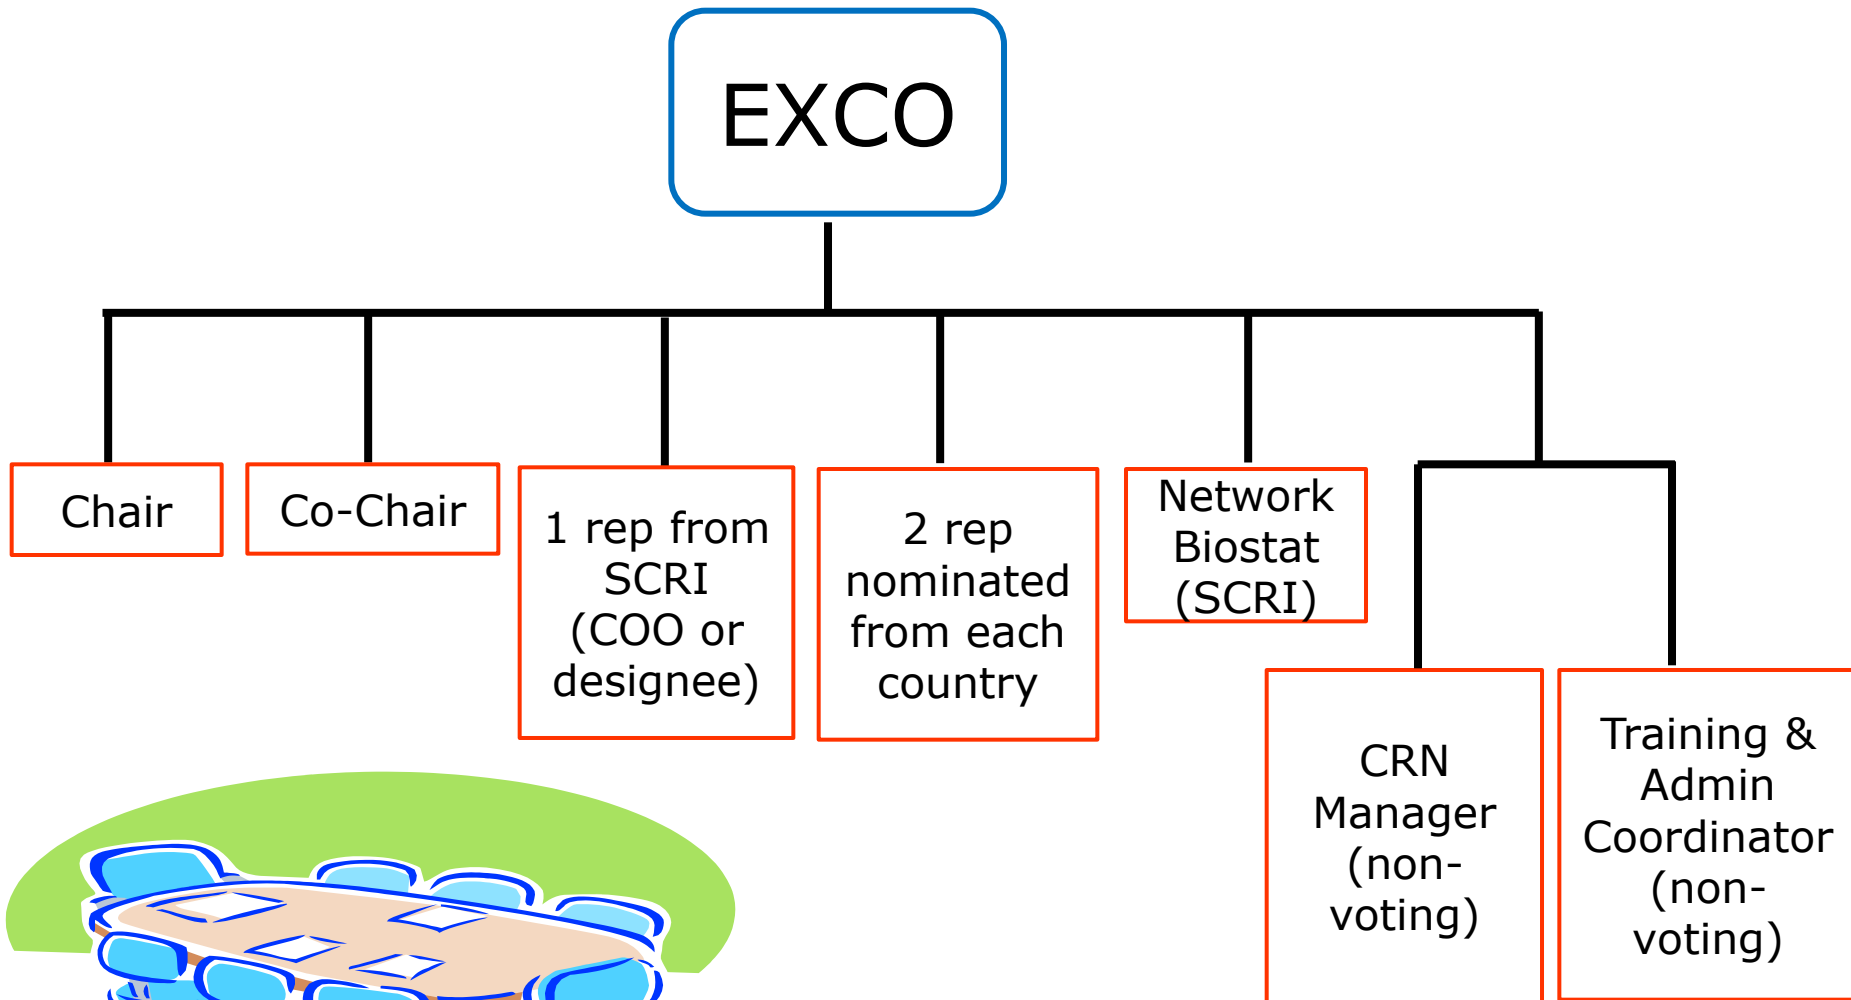 EXCO
Chair
Co-Chair
1 rep from
SCRI
(COO or
designee)
2 rep
nominated
from each
country
Network
Biostat
(SCRI)
CRN
Manager
(non-
voting)
Training &
Admin
Coordinator
(non-
voting)